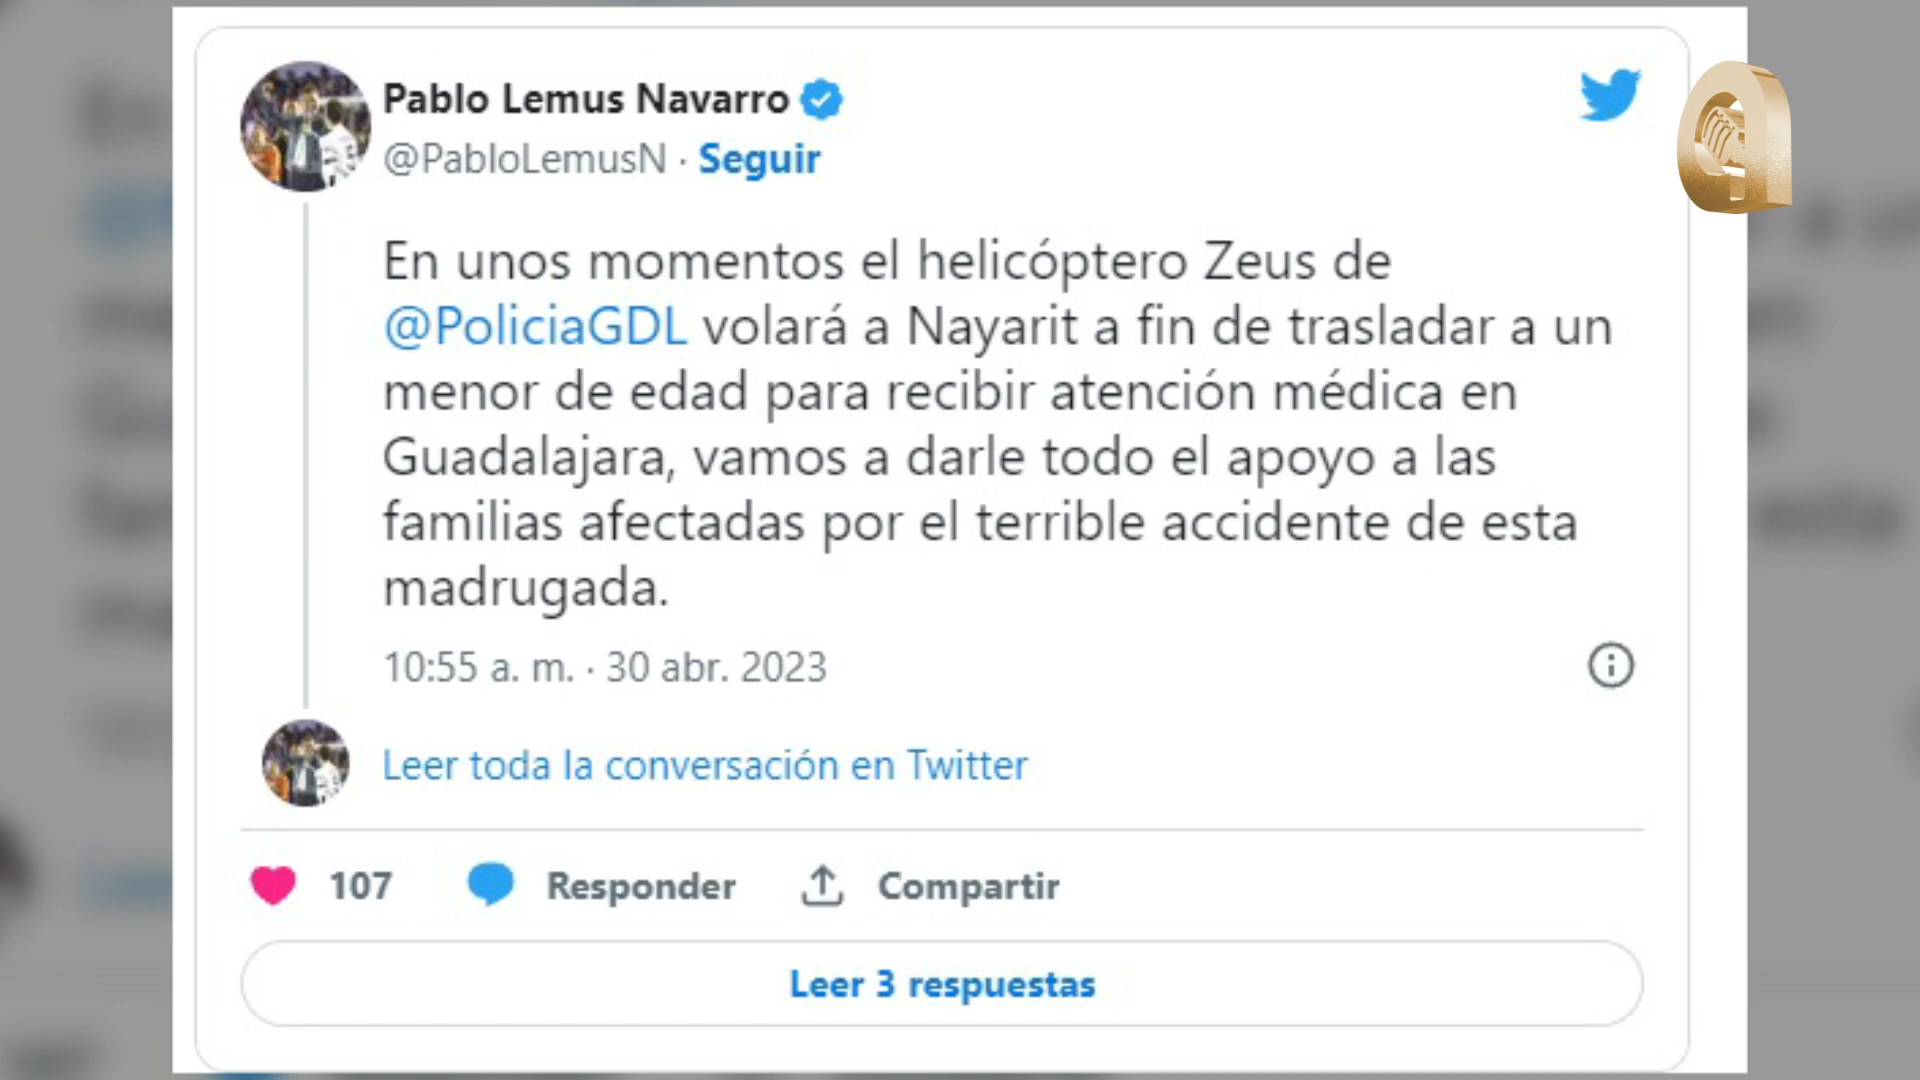 Pablo Lemus Navarro
@PabloLemusN · Seguir
En unos momentos el helicóptero Zeus de
@PoliciaGDL volará a Nayarit a fin de trasladar a un
menor de edad para recibir atención médica en
Guadalajara, vamos a darle todo el apoyo a las
familias afectadas por el terrible accidente de esta
madrugada.
10:55 a. m. · 30 abr. 2023
Leer toda la conversación en Twitter
107 Responder Compartir
Leer 3 respuestas